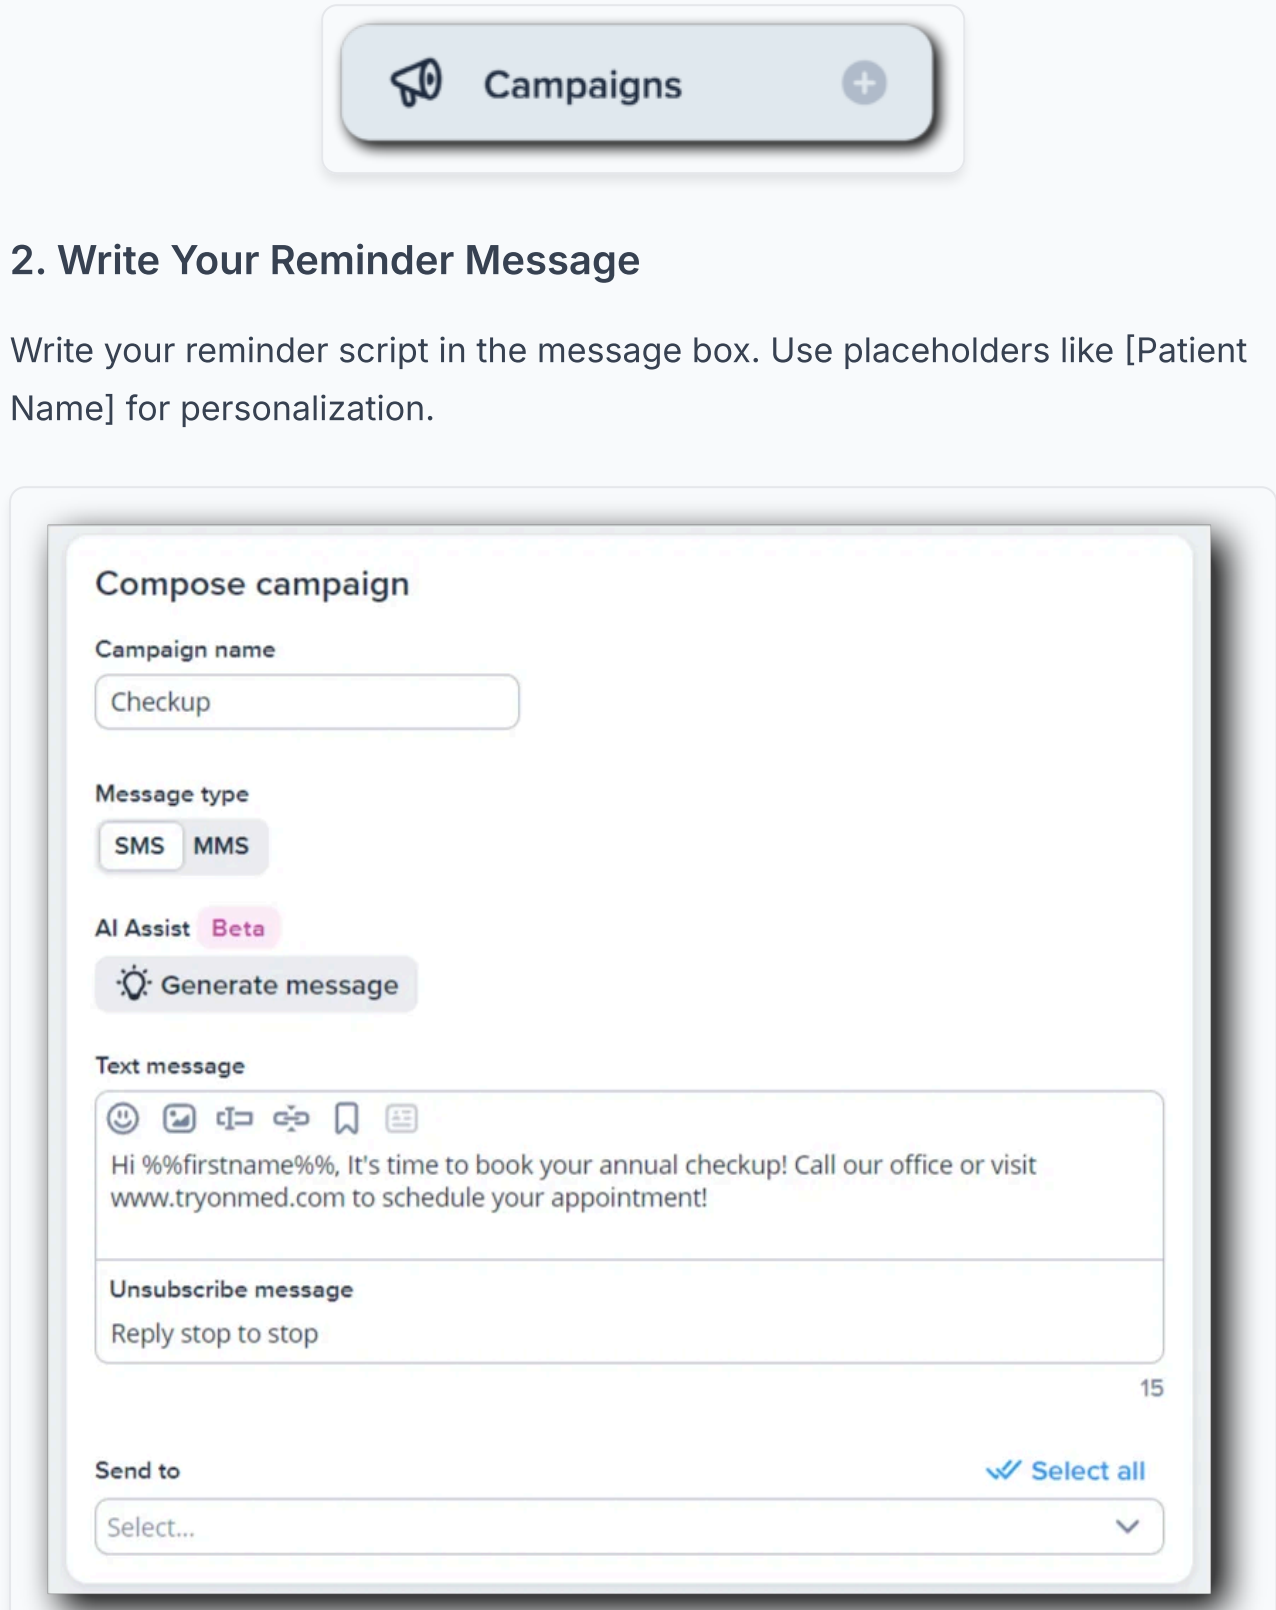 Campaigns
2. Write Your Reminder Message
Write your reminder script in the message box. Use placeholders like [Patient
Name] for personalization.
Compose campaign
Campaign name
Checkup
Message type
SMS MMS
AI Assist Beta
Generate message
Text message
Hi %%firstname%%, It's time to book your annual checkup! Call our office or visit
www.tryonmed.com to schedule your appointment!
Unsubscribe message
Reply stop to stop
15
Send to Select all
Select...